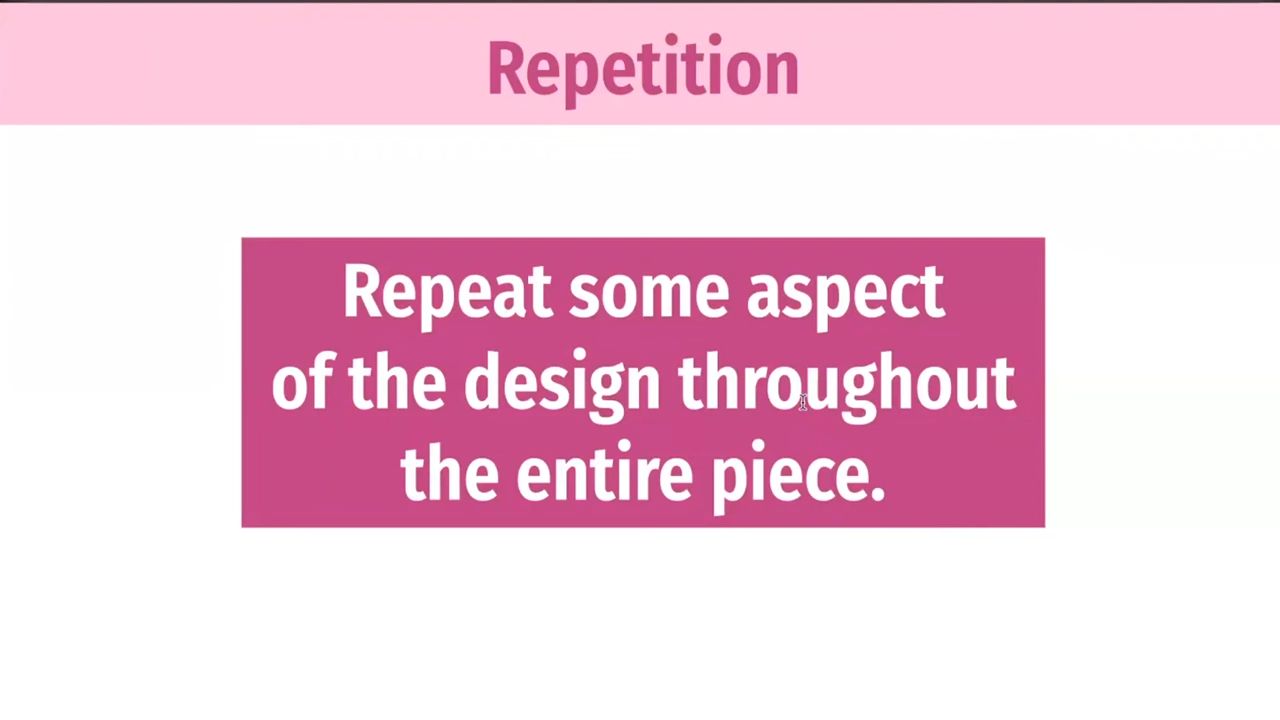 Repetition
Repeat some aspect
of the design throughout
the entire piece.